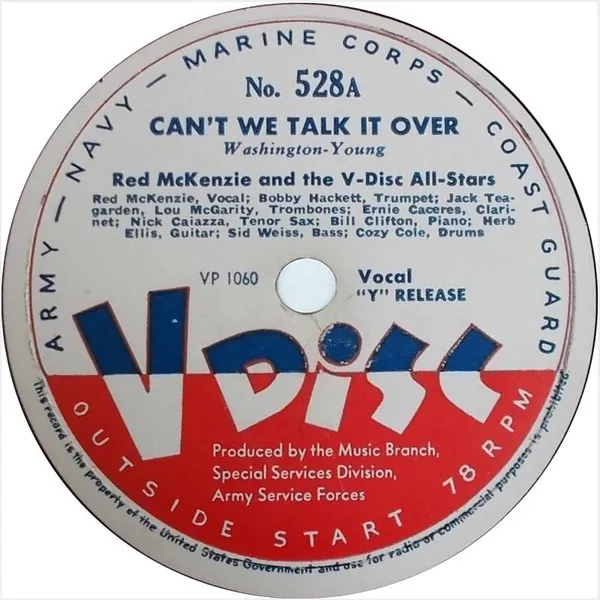 ARMY — NAVY — MARINE CORPS — COAST GUARD
No. 528A
CAN'T WE TALK IT OVER
Washington-Young
Red McKenzie and the V-Disc All-Stars
Red McKenzie, Vocal; Bobby Hackett, Trumpet; Jack Tea-
garden, Lou McGarity, Trombones; Ernie Caceres, Clari-
net; Nick Caiazza, Tenor Sax; Bill Clifton, Piano; Herb
Ellis, Guitar; Sid Weiss, Bass; Cozy Cole, Drums
VP 1060
Vocal
"Y" RELEASE
V DISC
Produced by the Music Branch,
Special Services Division,
Army Service Forces
OUTSIDE START 78 RPM
This record is the property of the United States Government and use for radio or commercial purposes is prohibited